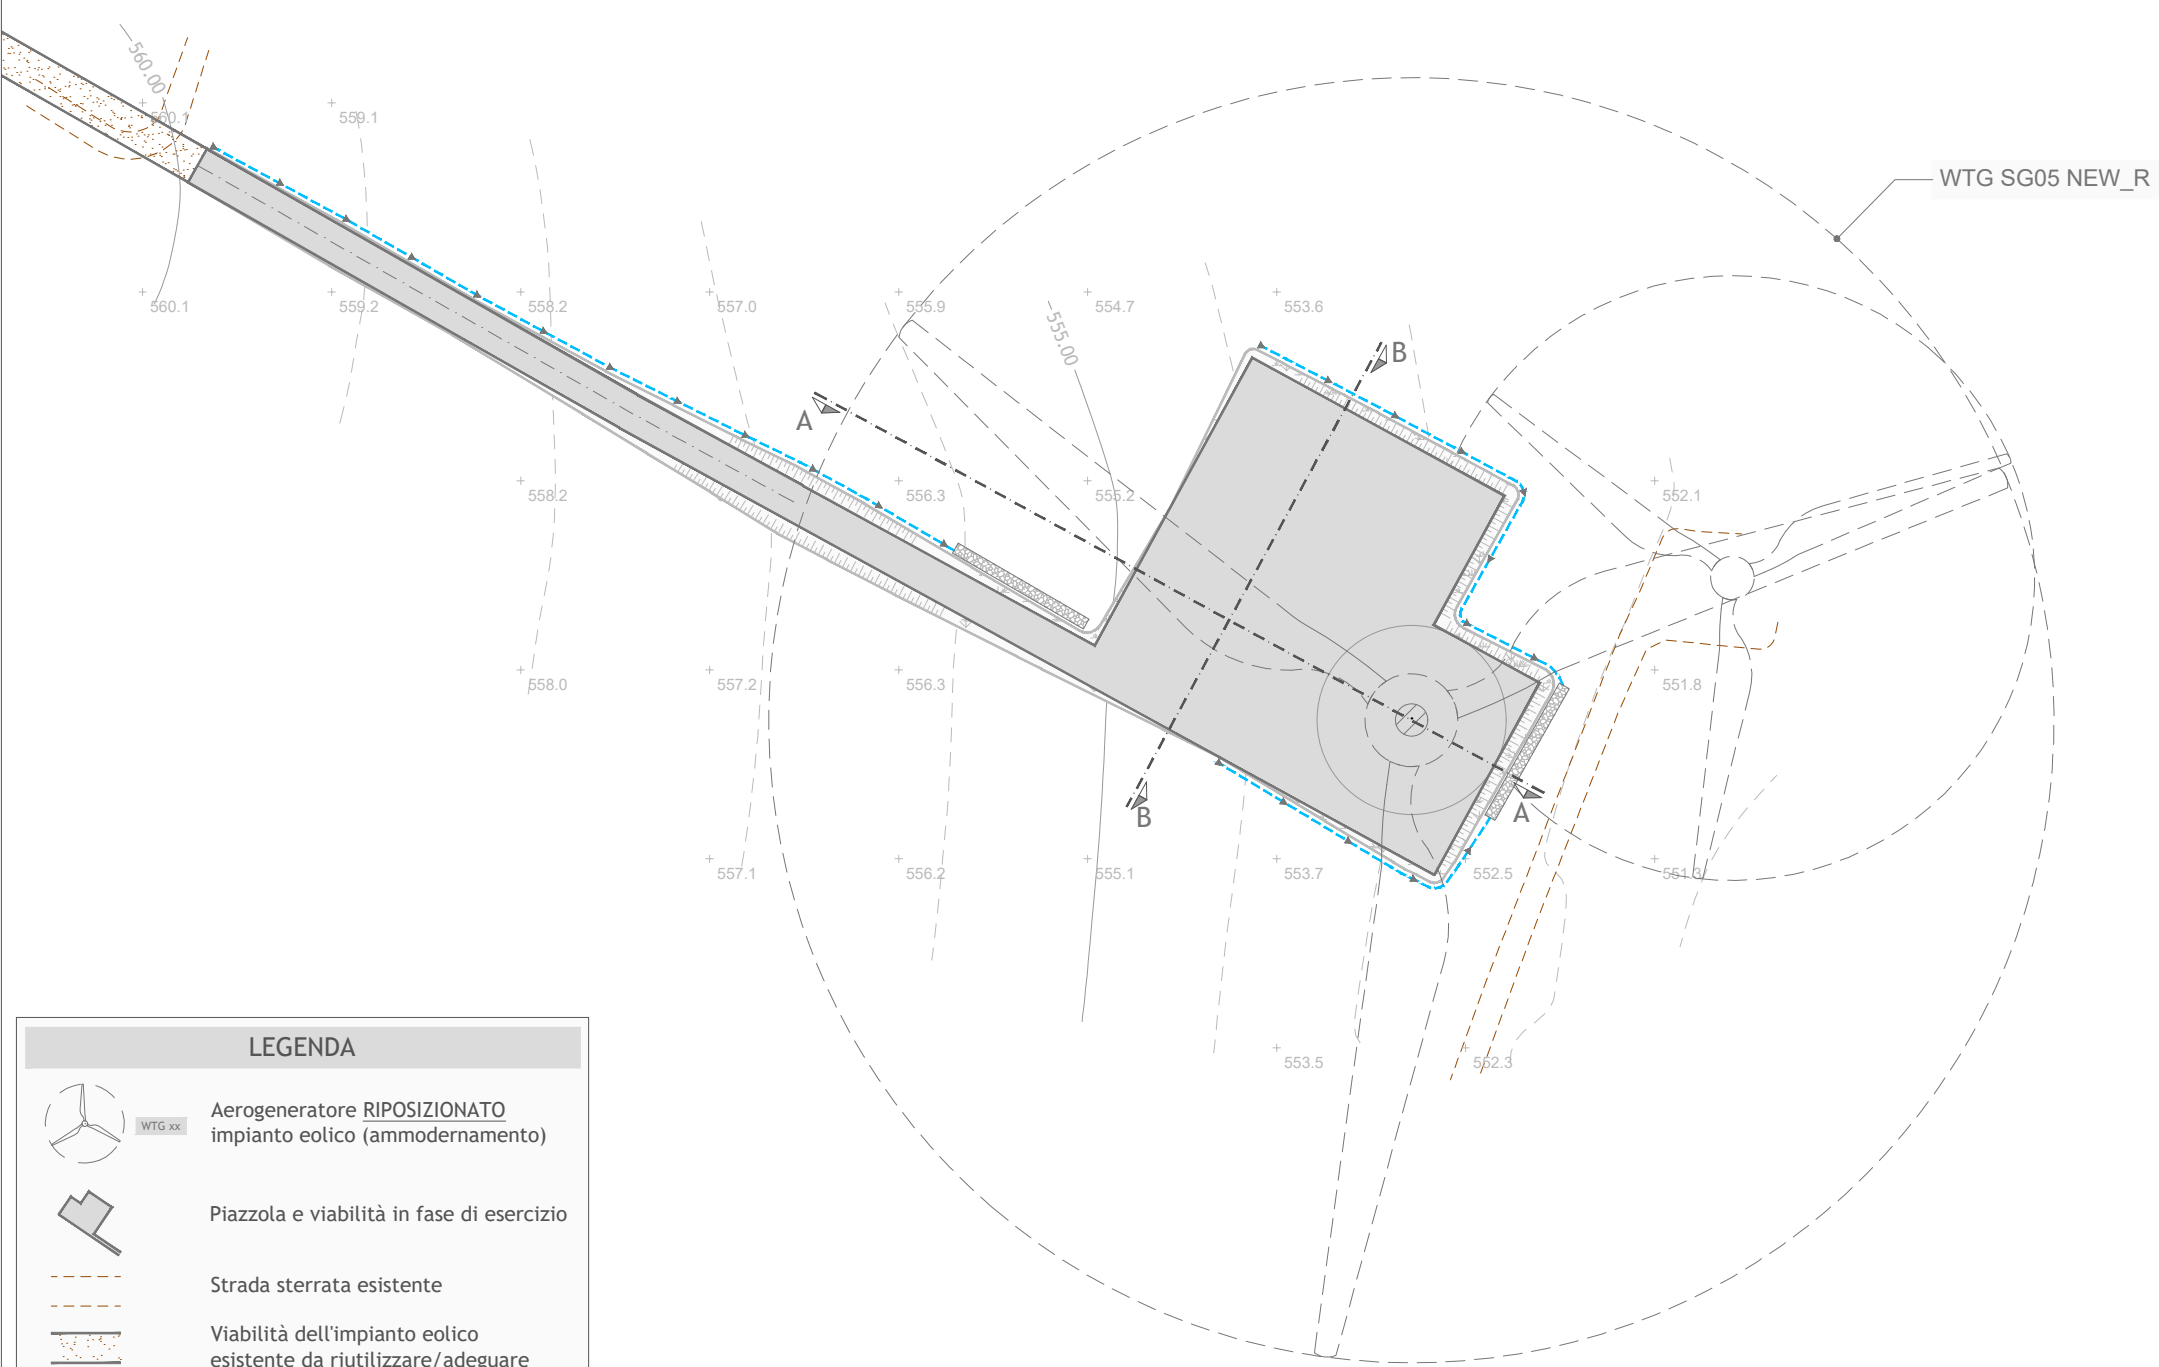 560.00
560.1
559.1
WTG SG05 NEW_R
560.1
559.2
558.2
557.0
555.9
555.00
554.7
553.6
B
A
558.2
556.3
555.2
552.1
558.0
557.2
556.3
551.8
B
A
557.1
556.2
555.1
553.7
552.5
551.3
553.5
552.3
LEGENDA
WTG xx
Aerogeneratore RIPOSIZIONATO
impianto eolico (ammodernamento)
Piazzola e viabilità in fase di esercizio
Strada sterrata esistente
Viabilità dell'impianto eolico
esistente da riutilizzare/adeguare